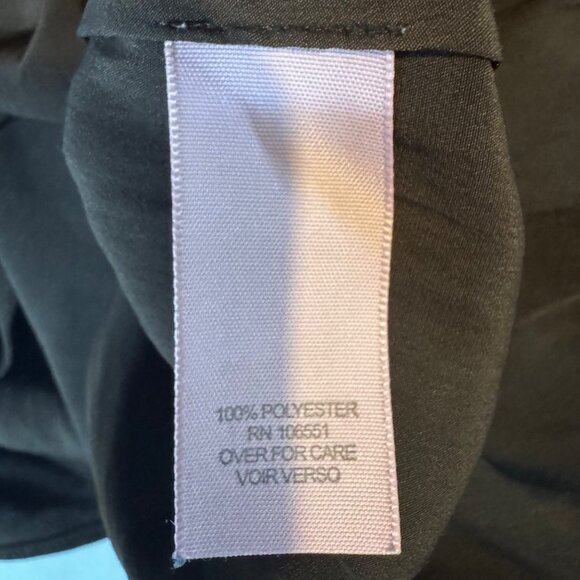 100% POLYESTER
RN 106551
OVER FOR CARE
VOIR VERSO